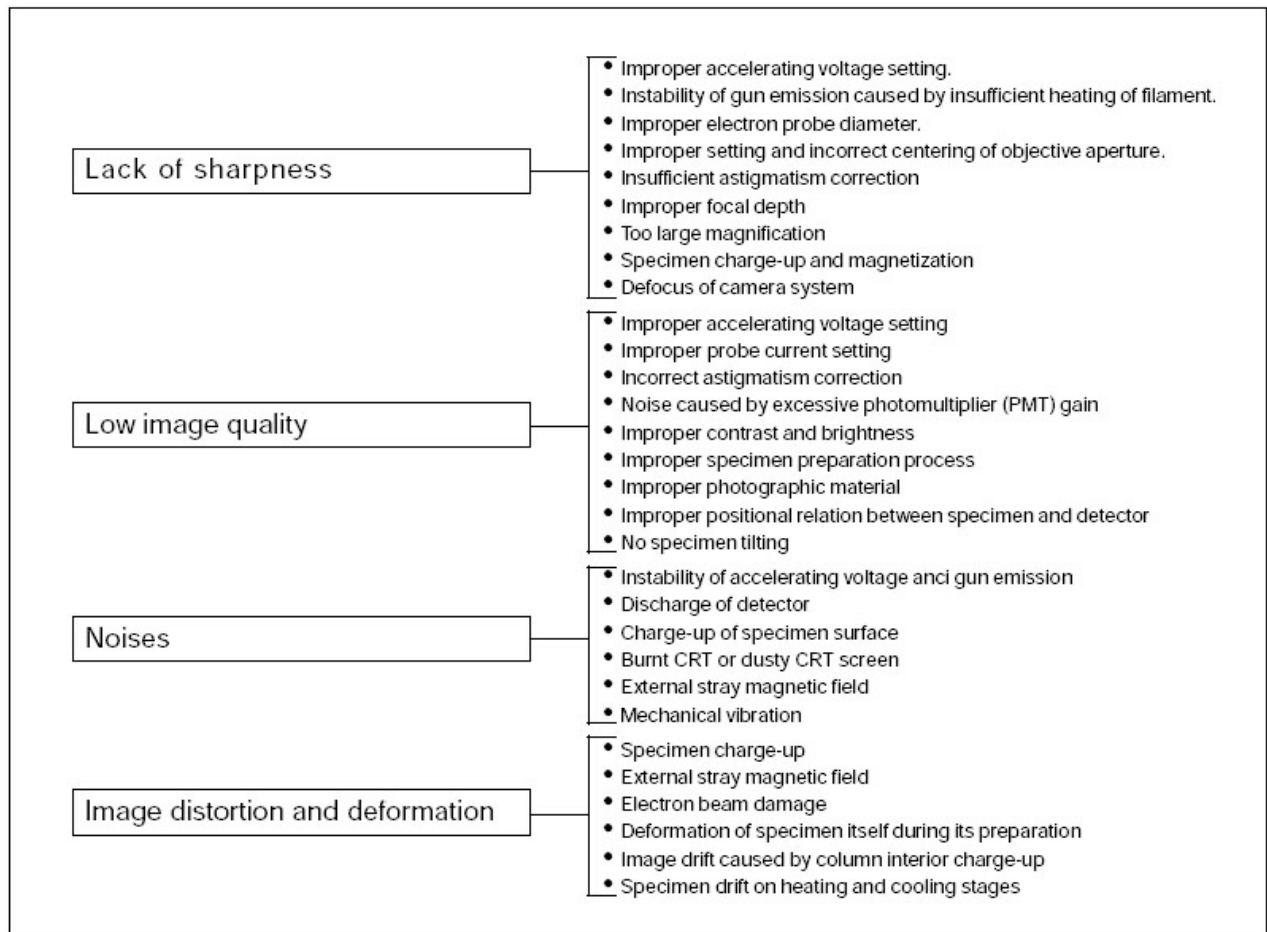 Lack of sharpness
• Improper accelerating voltage setting.
• Instability of gun emission caused by insufficient heating of filament.
• Improper electron probe diameter.
• Improper setting and incorrect centering of objective aperture.
• Insufficient astigmatism correction
• Improper focal depth
• Too large magnification
• Specimen charge-up and magnetization
• Defocus of camera system
Low image quality
• Improper accelerating voltage setting
• Improper probe current setting
• Incorrect astigmatism correction
• Noise caused by excessive photomultiplier (PMT) gain
• Improper contrast and brightness
• Improper specimen preparation process
• Improper photographic material
• Improper positional relation between specimen and detector
• No specimen tilting
Noises
• Instability of accelerating voltage anci gun emission
• Discharge of detector
• Charge-up of specimen surface
• Burnt CRT or dusty CRT screen
• External stray magnetic field
• Mechanical vibration
Image distortion and deformation
• Specimen charge-up
• External stray magnetic field
• Electron beam damage
• Deformation of specimen itself during its preparation
• Image drift caused by column interior charge-up
• Specimen drift on heating and cooling stages